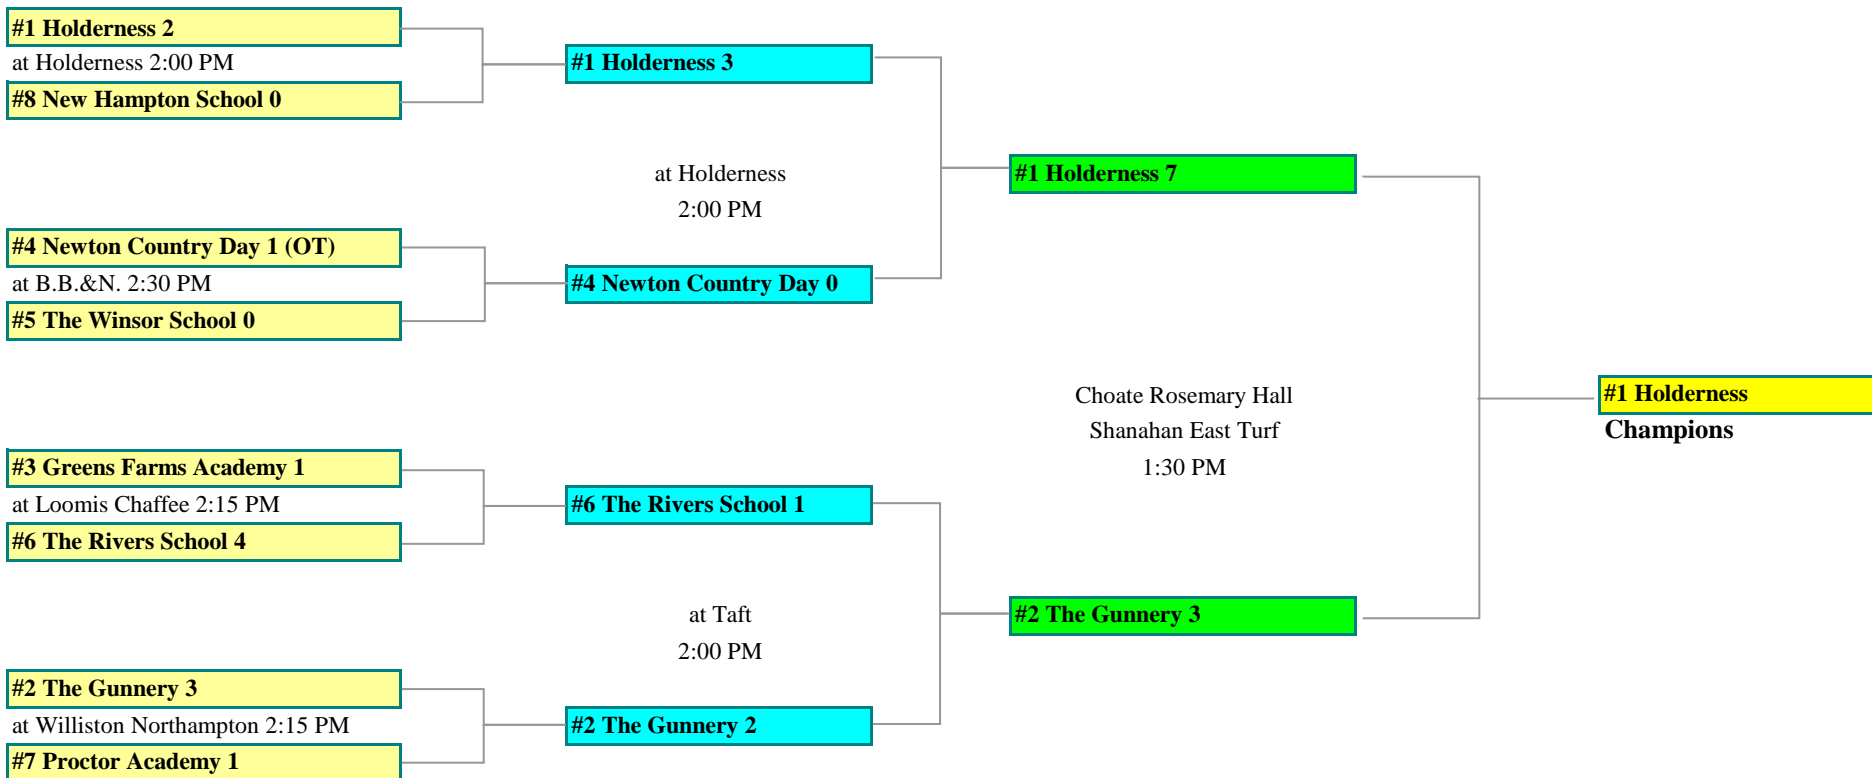 #1 Holderness 2
at Holderness 2:00 PM
#8 New Hampton School 0
#4 Newton Country Day 1 (OT)
at B.B.&N. 2:30 PM
#5 The Winsor School 0
#3 Greens Farms Academy 1
at Loomis Chaffee 2:15 PM
#6 The Rivers School 4
#2 The Gunnery 3
at Williston Northampton 2:15 PM
#7 Proctor Academy 1
#1 Holderness 3
at Holderness
2:00 PM
#4 Newton Country Day 0
#6 The Rivers School 1
at Taft
2:00 PM
#2 The Gunnery 2
#1 Holderness 7
Choate Rosemary Hall
Shanahan East Turf
1:30 PM
#2 The Gunnery 3
#1 Holderness
Champions